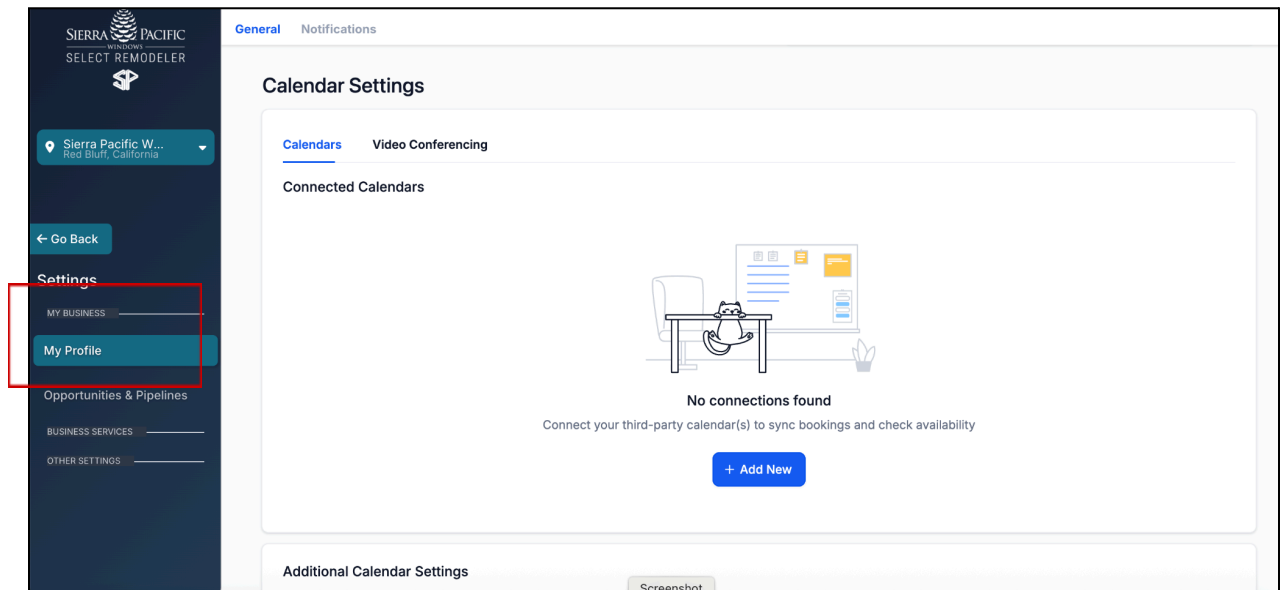 SIERRA PACIFIC
WINDOWS
SELECT REMODELER
SP
Sierra Pacific W...
Red Bluff, California
← Go Back
Settings
MY BUSINESS
My Profile
Opportunities & Pipelines
BUSINESS SERVICES
OTHER SETTINGS
General Notifications
Calendar Settings
Calendars Video Conferencing
Connected Calendars
No connections found
Connect your third-party calendar(s) to sync bookings and check availability
+ Add New
Additional Calendar Settings
Screenshot